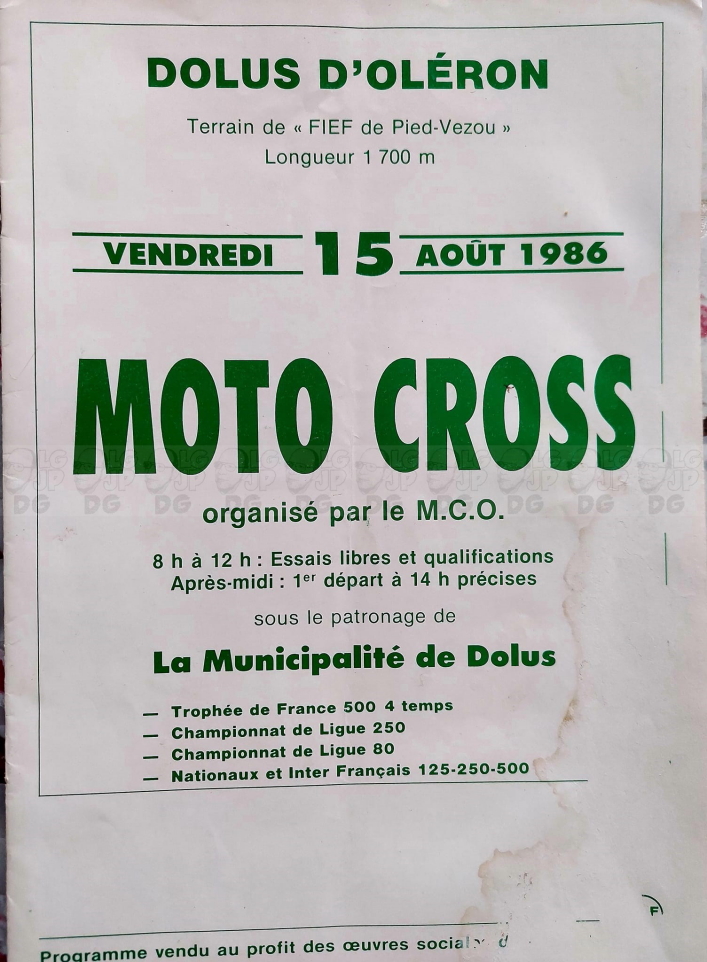 DOLUS D'OLÉRON
Terrain de « FIEF de Pied-Vezou »
Longueur 1 700 m
VENDREDI 15 AOÛT 1986
MOTO CROSS
organisé par le M.C.O.
8 h à 12 h : Essais libres et qualifications
Après-midi : 1er départ à 14 h précises
sous le patronage de
La Municipalité de Dolus
— Trophée de France 500 4 temps
— Championnat de Ligue 250
— Championnat de Ligue 80
— Nationaux et Inter Français 125-250-500
F
Programme vendu au profit des œuvres